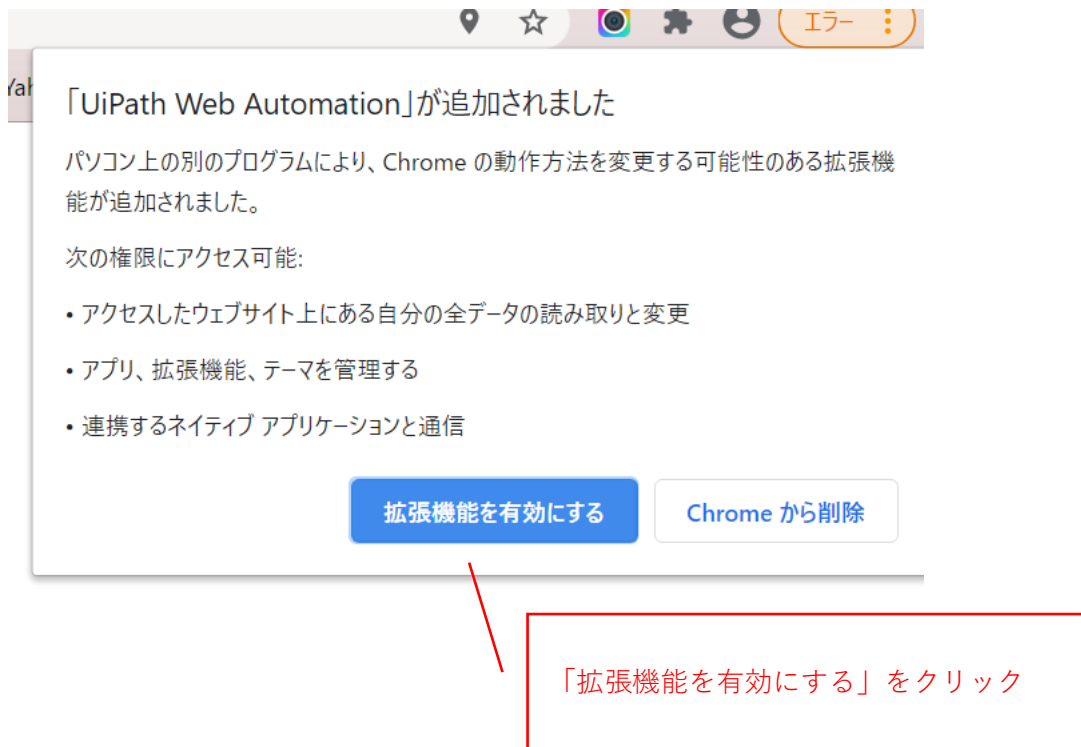 エラー
Yah
「UiPath Web Automation」が追加されました
パソコン上の別のプログラムにより、Chrome の動作方法を変更する可能性のある拡張機
能が追加されました。
次の権限にアクセス可能:
• アクセスしたウェブサイト上にある自分の全データの読み取りと変更
• アプリ、拡張機能、テーマを管理する
• 連携するネイティブ アプリケーションと通信
拡張機能を有効にする
Chrome から削除
「拡張機能を有効にする」をクリック